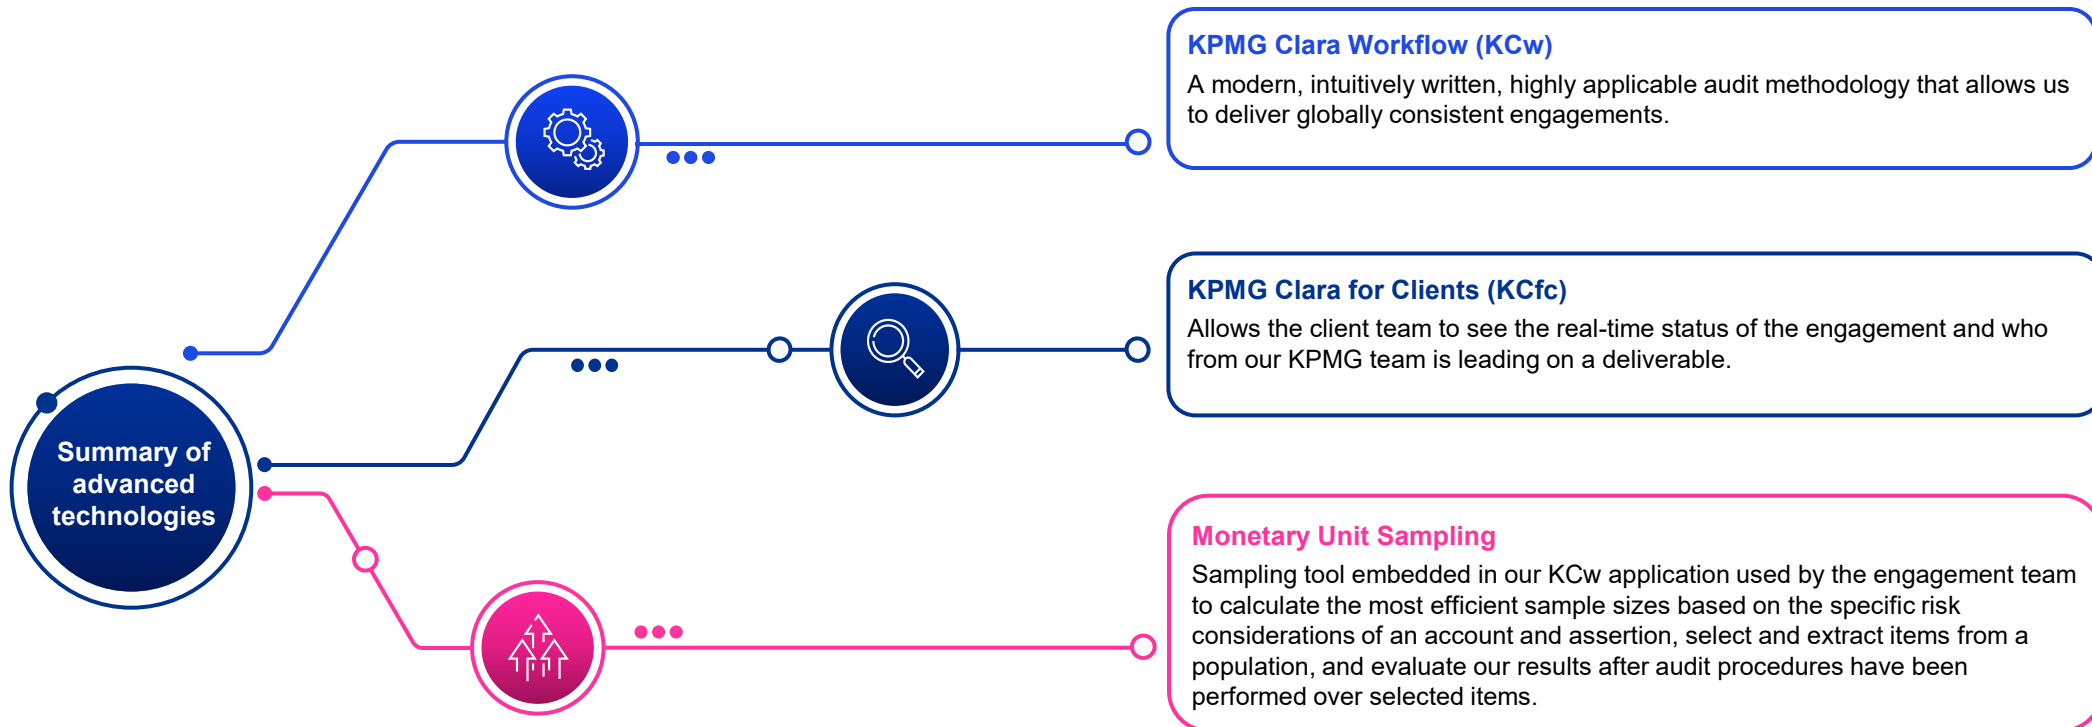 KPMG Clara Workflow (KCw)
A modern, intuitively written, highly applicable audit methodology that allows us
to deliver globally consistent engagements.
KPMG Clara for Clients (KCfc)
Allows the client team to see the real-time status of the engagement and who
from our KPMG team is leading on a deliverable.
Summary of
advanced
technologies
Monetary Unit Sampling
Sampling tool embedded in our KCw application used by the engagement team
to calculate the most efficient sample sizes based on the specific risk
considerations of an account and assertion, select and extract items from a
population, and evaluate our results after audit procedures have been
performed over selected items.